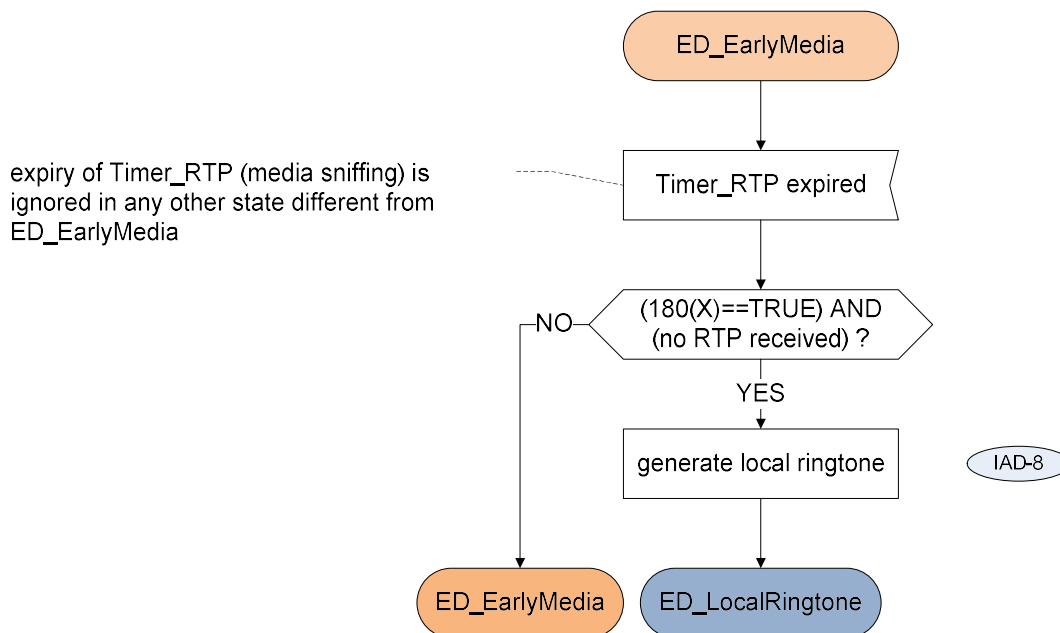 ED_EarlyMedia
expiry of Timer_RTP (media sniffing) is
ignored in any other state different from
ED_EarlyMedia
Timer_RTP expired
(180(X)==TRUE) AND
(no RTP received) ?
NO
YES
generate local ringtone
IAD-8
ED_EarlyMedia
ED_LocalRingtone